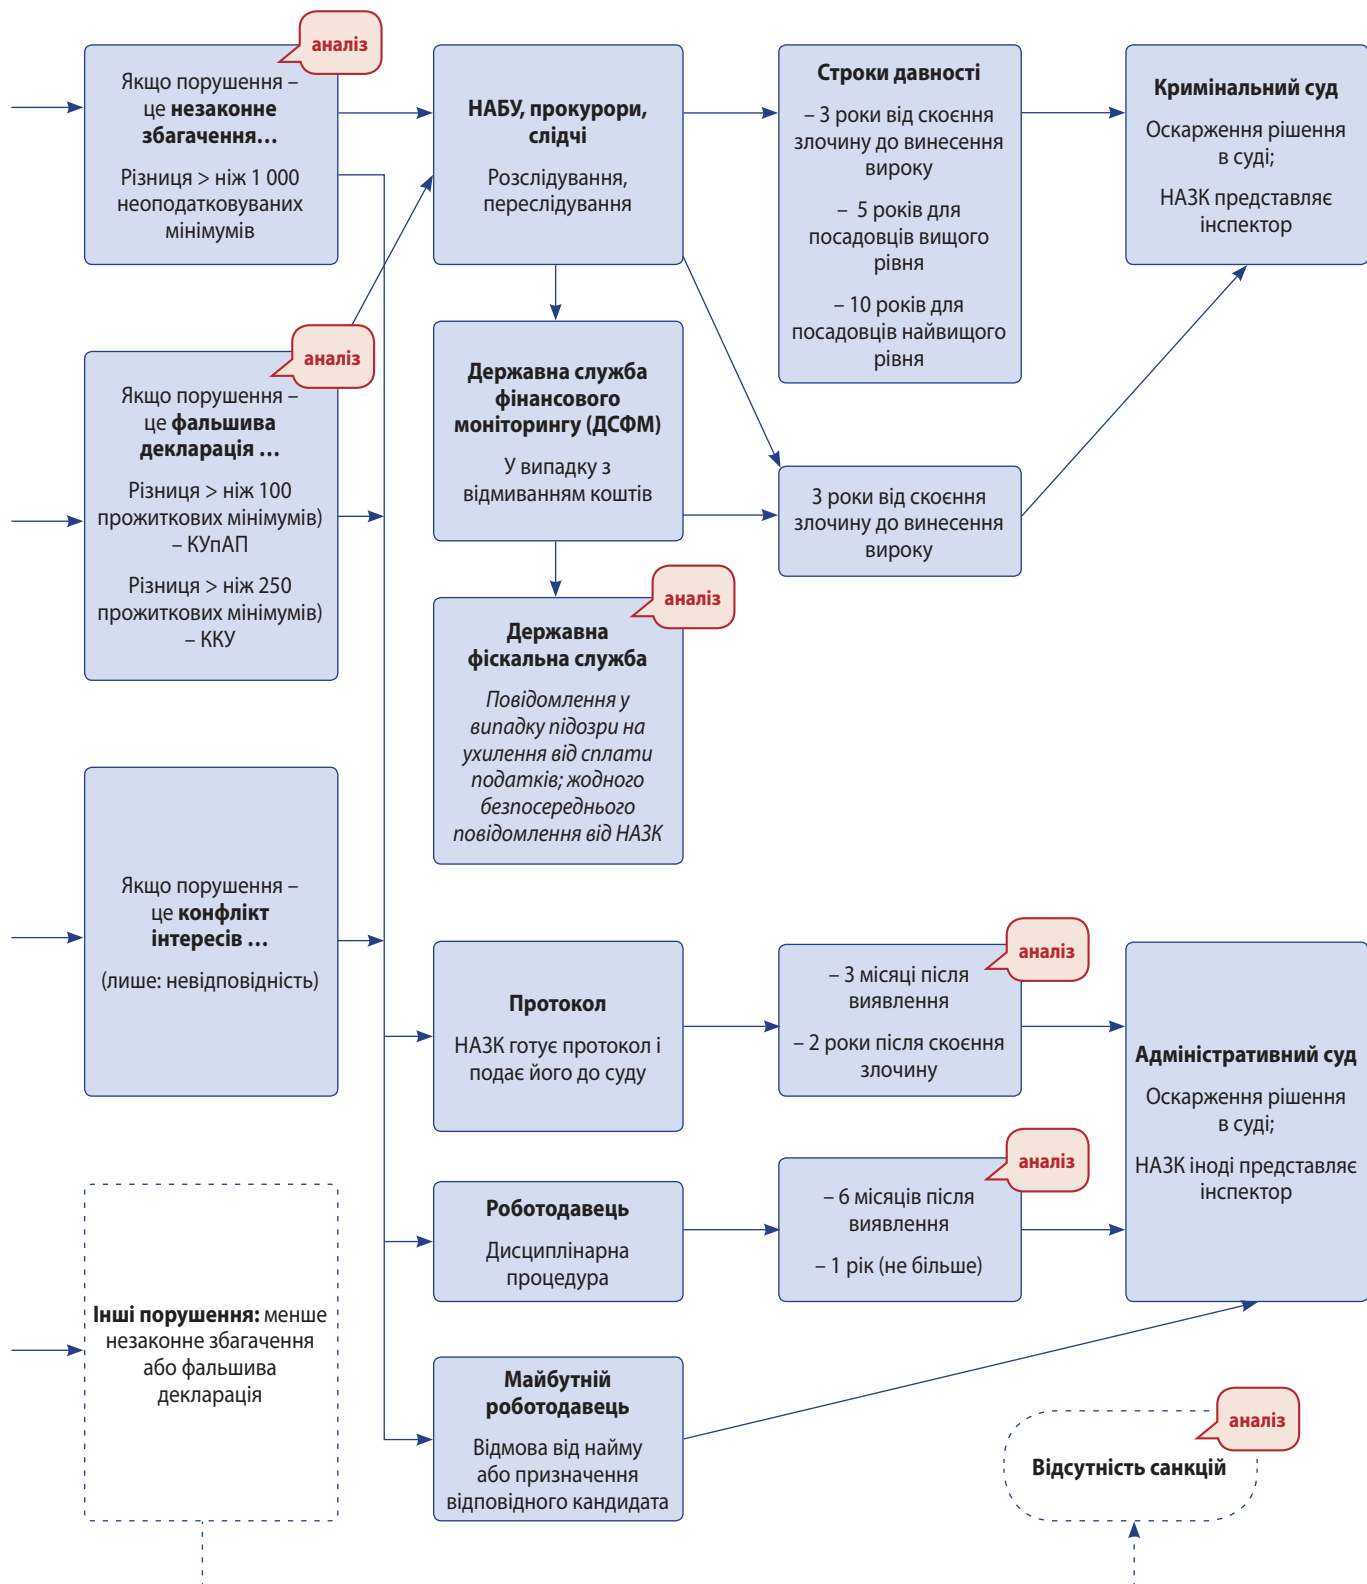 аналіз
Якщо порушення –
це незаконне
збагачення…
Різниця > ніж 1 000
неоподатковуваних
мінімумів
НАБУ, прокурори,
слідчі
Розслідування,
переслідування
Строки давності
– 3 роки від скоєння
злочину до винесення
вироку
– 5 років для
посадовців вищого
рівня
– 10 років для
посадовців найвищого
рівня
Кримінальний суд
Оскарження рішення
в суді;
НАЗК представляє
інспектор
аналіз
Якщо порушення –
це фальшива
декларація …
Різниця > ніж 100
прожиткових мінімумів)
– КУпАП
Різниця > ніж 250
прожиткових мінімумів)
– ККУ
Державна служба
фінансового
моніторингу (ДСФМ)
У випадку з
відмиванням коштів
3 роки від скоєння
злочину до винесення
вироку
аналіз
Державна
фіскальна служба
Повідомлення у
випадку підозри на
ухилення від сплати
податків; жодного
безпосереднього
повідомлення від НАЗК
Якщо порушення –
це конфлікт
інтересів …
(лише: невідповідність)
Протокол
НАЗК готує протокол і
подає його до суду
аналіз
– 3 місяці після
виявлення
– 2 роки після скоєння
злочину
Адміністративний суд
Оскарження рішення
в суді;
НАЗК іноді представляє
інспектор
Роботодавець
Дисциплінарна
процедура
аналіз
– 6 місяців після
виявлення
– 1 рік (не більше)
Інші порушення: менше
незаконне збагачення
або фальшива
декларація
Майбутній
роботодавець
Відмова від найму
або призначення
відповідного кандидата
аналіз
Відсутність санкцій